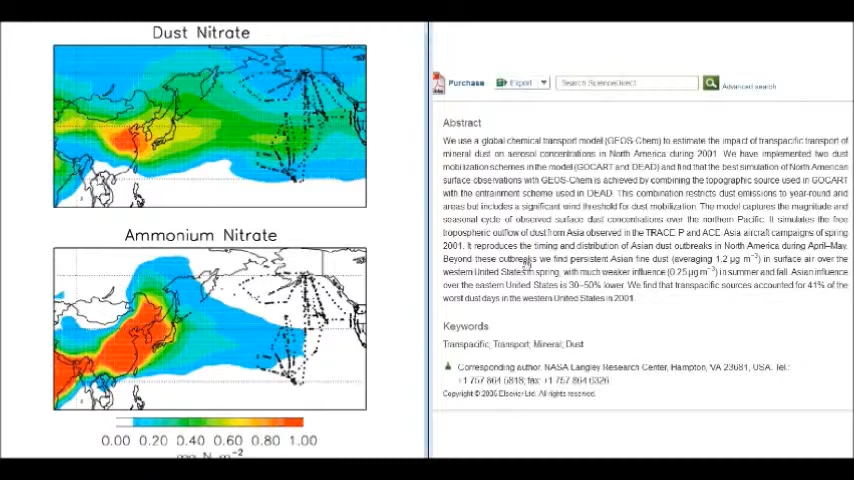 Dust Nitrate
Ammonium Nitrate
0.00 0.20 0.40 0.60 0.80 1.00
mg N m⁻²
Purchase
Export
Search ScienceDirect
Advanced search
Abstract
We use a global chemical transport model (GEOS-Chem) to estimate the impact of transpacific transport of
mineral dust on aerosol concentrations in North America during 2001. We have implemented two dust
mobilization schemes in the model (GOCART and DEAD) and find that the best simulation of North American
surface observations with GEOS-Chem is achieved by combining the topographic source used in GOCART
with the entrainment scheme used in DEAD. This combination restricts dust emissions to year-round arid
areas but includes a significant wind threshold for dust mobilization. The model captures the magnitude and
seasonal cycle of observed surface dust concentrations over the northern Pacific. It simulates the free
tropospheric outflow of dust from Asia observed in the TRACE-P and ACE-Asia aircraft campaigns of spring
2001. It reproduces the timing and distribution of Asian dust outbreaks in North America during April–May.
Beyond these outbreaks we find persistent Asian fine dust (averaging 1.2 μg m⁻³) in surface air over the
western United States in spring, with much weaker influence (0.25 μg m⁻³) in summer and fall. Asian influence
over the eastern United States is 30–50% lower. We find that transpacific sources accounted for 41% of the
worst dust days in the western United States in 2001.
Keywords
Transpacific; Transport; Mineral; Dust
Corresponding author. NASA Langley Research Center, Hampton, VA 23681, USA. Tel.:
+1 757 864 5818; fax: +1 757 864 6326
Copyright © 2005 Elsevier Ltd. All rights reserved.